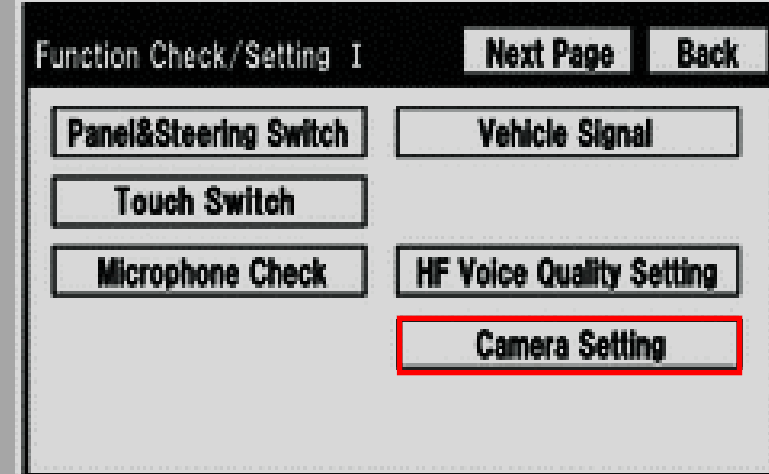 Function Check/Setting I
Next Page
Back
Panel&Steering Switch
Vehicle Signal
Touch Switch
Microphone Check
HF Voice Quality Setting
Camera Setting